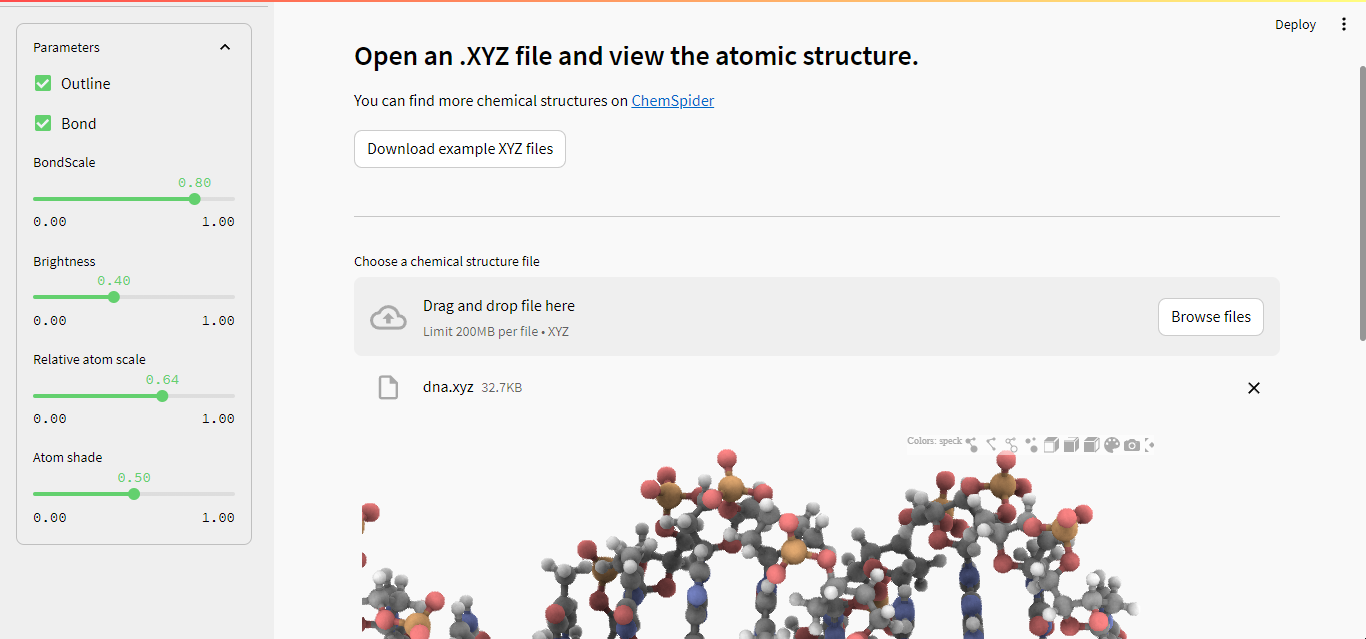 Deploy
Parameters
Outline
Bond
BondScale
0.80
0.00 1.00
Brightness
0.40
0.00 1.00
Relative atom scale
0.64
0.00 1.00
Atom shade
0.50
0.00 1.00
Open an .XYZ file and view the atomic structure.
You can find more chemical structures on ChemSpider
Download example XYZ files
Choose a chemical structure file
Drag and drop file here
Limit 200MB per file • XYZ
Browse files
dna.xyz 32.7KB
Colors: speck